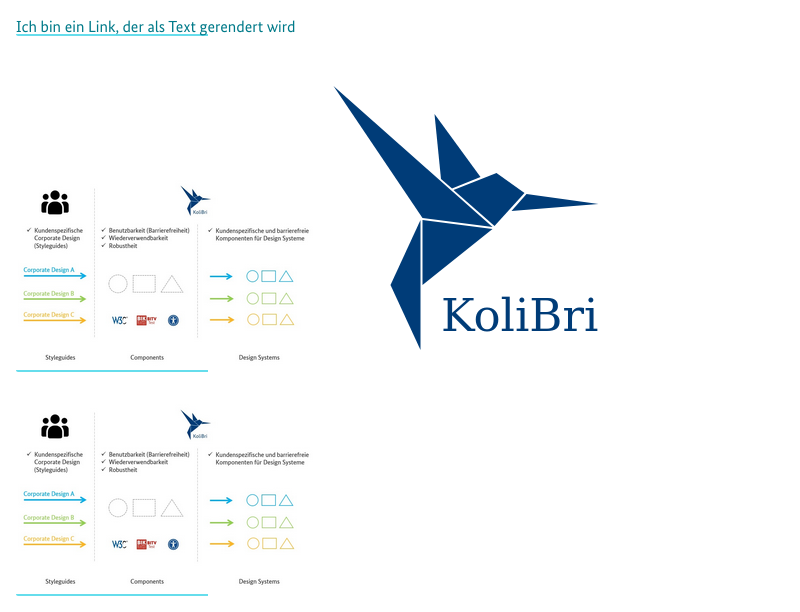 Ich bin ein Link, der als Text gerendert wird
KoliBri
KoliBri
✓ Kundenspezifische
Corporate Design
(Styleguides)
✓ Benutzbarkeit (Barrierefreiheit)
✓ Wiederverwendbarkeit
✓ Robustheit
✓ Kundenspezifische und barrierefreie
Komponenten für Design Systeme
Corporate Design A
Corporate Design B
Corporate Design C
W3C
BIK BITV
Styleguides
Components
Design Systems
KoliBri
✓ Kundenspezifische
Corporate Design
(Styleguides)
✓ Benutzbarkeit (Barrierefreiheit)
✓ Wiederverwendbarkeit
✓ Robustheit
✓ Kundenspezifische und barrierefreie
Komponenten für Design Systeme
Corporate Design A
Corporate Design B
Corporate Design C
W3C
BIK BITV
Styleguides
Components
Design Systems